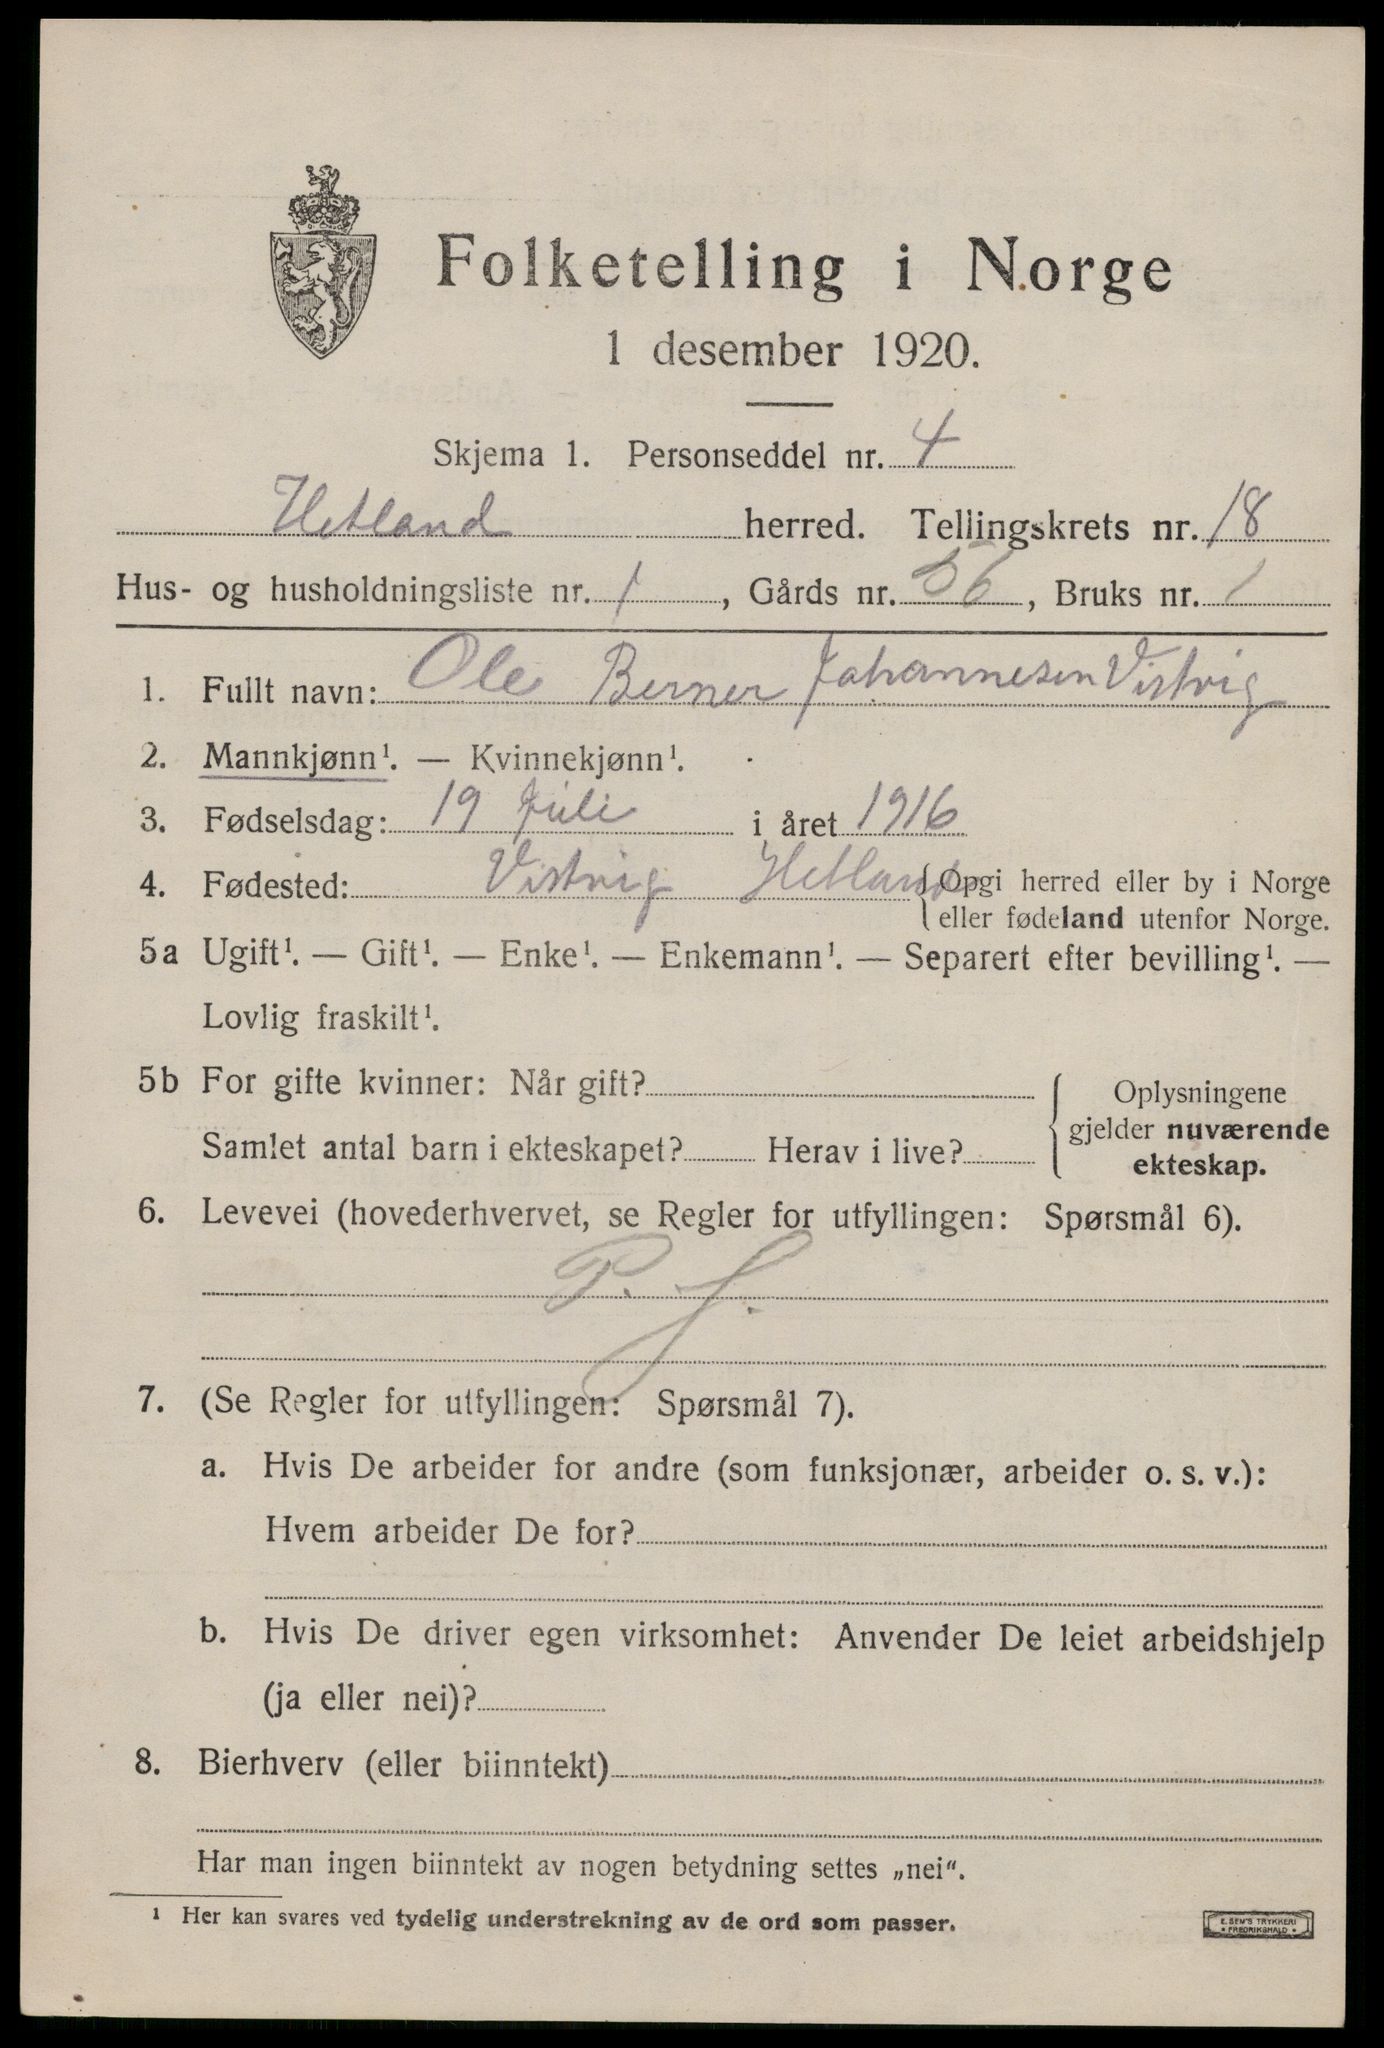 Folketelling i Norge
1 desember 1920.
Skjema 1. Personseddel nr. 4
Hetland herred. Tellingskrets nr. 18
Hus- og husholdningsliste nr. 1, Gårds nr. 56, Bruks nr. 1
1. Fullt navn: Ole Berner Johannesen Vistvig
2. Mannkjønn¹. — Kvinnekjønn¹.
3. Fødselsdag: 19 Juli i året 1916
4. Fødested: Vistvig Hetland { Opgi herred eller by i Norge
eller fødeland utenfor Norge.
5a Ugift¹. — Gift¹. — Enke¹. — Enkemann¹. — Separert efter bevilling¹. —
Lovlig fraskilt¹.
5b For gifte kvinner: Når gift?
Samlet antal barn i ekteskapet? Herav i live?
Oplysningene
gjelder nuværende
ekteskap.
6. Levevei (hovederhvervet, se Regler for utfyllingen: Spørsmål 6).
P. J.
7. (Se Regler for utfyllingen: Spørsmål 7).
a. Hvis De arbeider for andre (som funksjonær, arbeider o. s. v.):
Hvem arbeider De for?
b. Hvis De driver egen virksomhet: Anvender De leiet arbeidshjelp
(ja eller nei)?
8. Bierhverv (eller biinntekt)
Har man ingen biinntekt av nogen betydning settes „nei“.
¹ Her kan svares ved tydelig understrekning av de ord som passer.
E. SEM'S TRYKKERI
• FREDRIKSHALD •